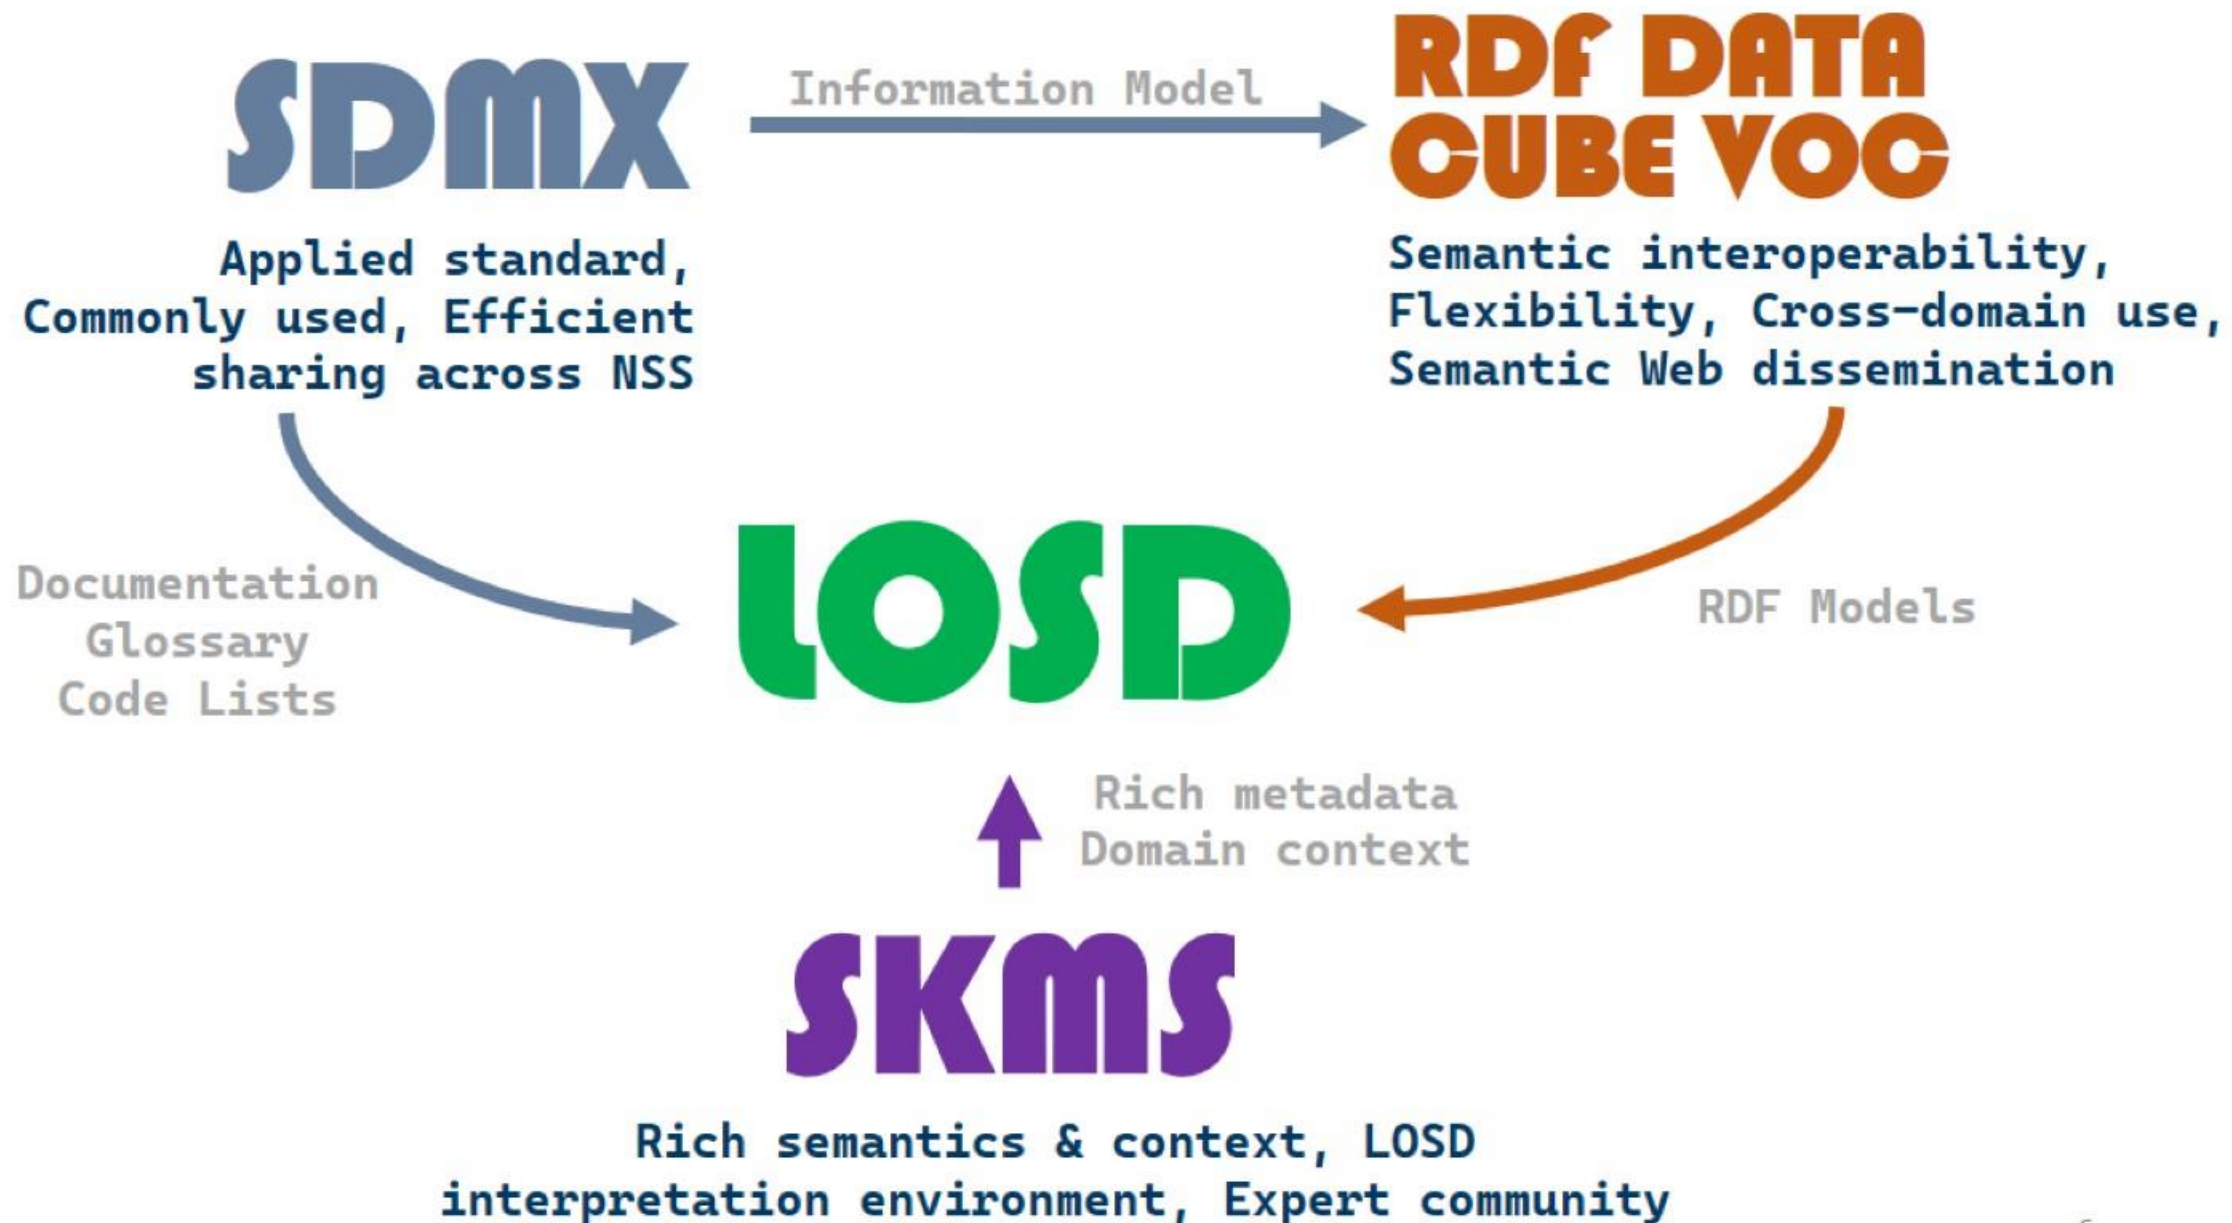 SDMX
Information Model
RDF DATA
CUBE VOC
Applied standard,
Commonly used, Efficient
sharing across NSS
Semantic interoperability,
Flexibility, Cross-domain use,
Semantic Web dissemination
Documentation
Glossary
Code Lists
LOSD
RDF Models
Rich metadata
Domain context
SKMS
Rich semantics & context, LOSD
interpretation environment, Expert community